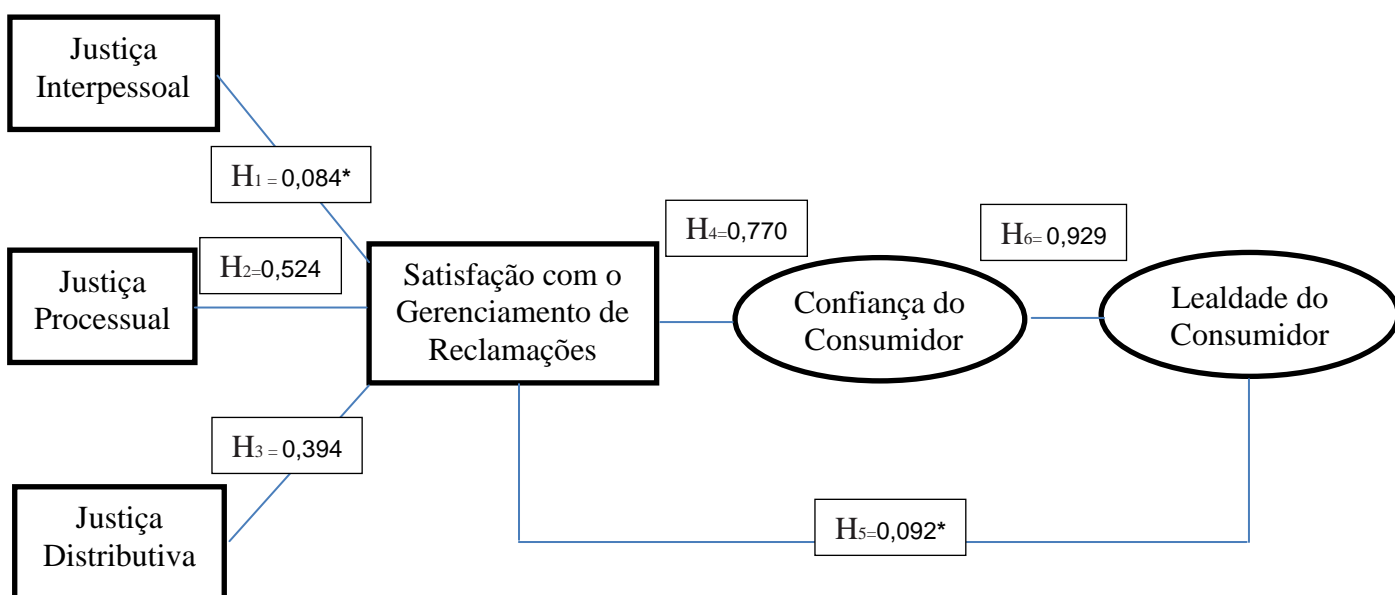 Justiça
Interpessoal
H1 = 0,084*
H4=0,770
H6= 0,929
H2=0,524
Justiça
Processual
Satisfação com o
Gerenciamento de
Reclamações
Confiança do
Consumidor
Lealdade do
Consumidor
H3 = 0,394
Justiça
Distributiva
H5=0,092*